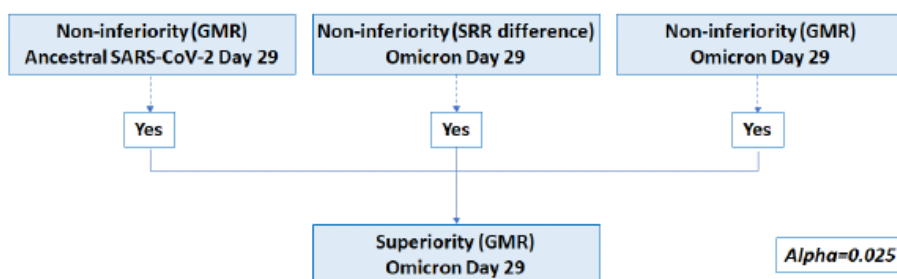 Non-inferiority (GMR)
Ancestral SARS-CoV-2 Day 29
Non-inferiority (SRR difference)
Omicron Day 29
Non-inferiority (GMR)
Omicron Day 29
Yes
Yes
Yes
Superiority (GMR)
Omicron Day 29
Alpha=0.025